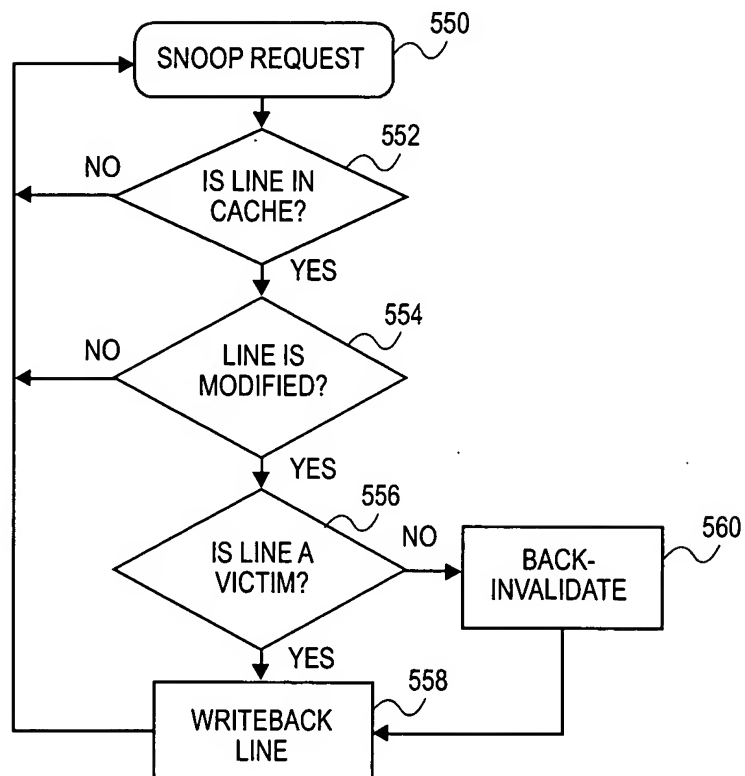 SNOOP REQUEST
550
552
NO
IS LINE IN
CACHE?
YES
554
NO
LINE IS
MODIFIED?
YES
556
IS LINE A
VICTIM?
NO
560
BACK-
INVALIDATE
YES
558
WRITEBACK
LINE